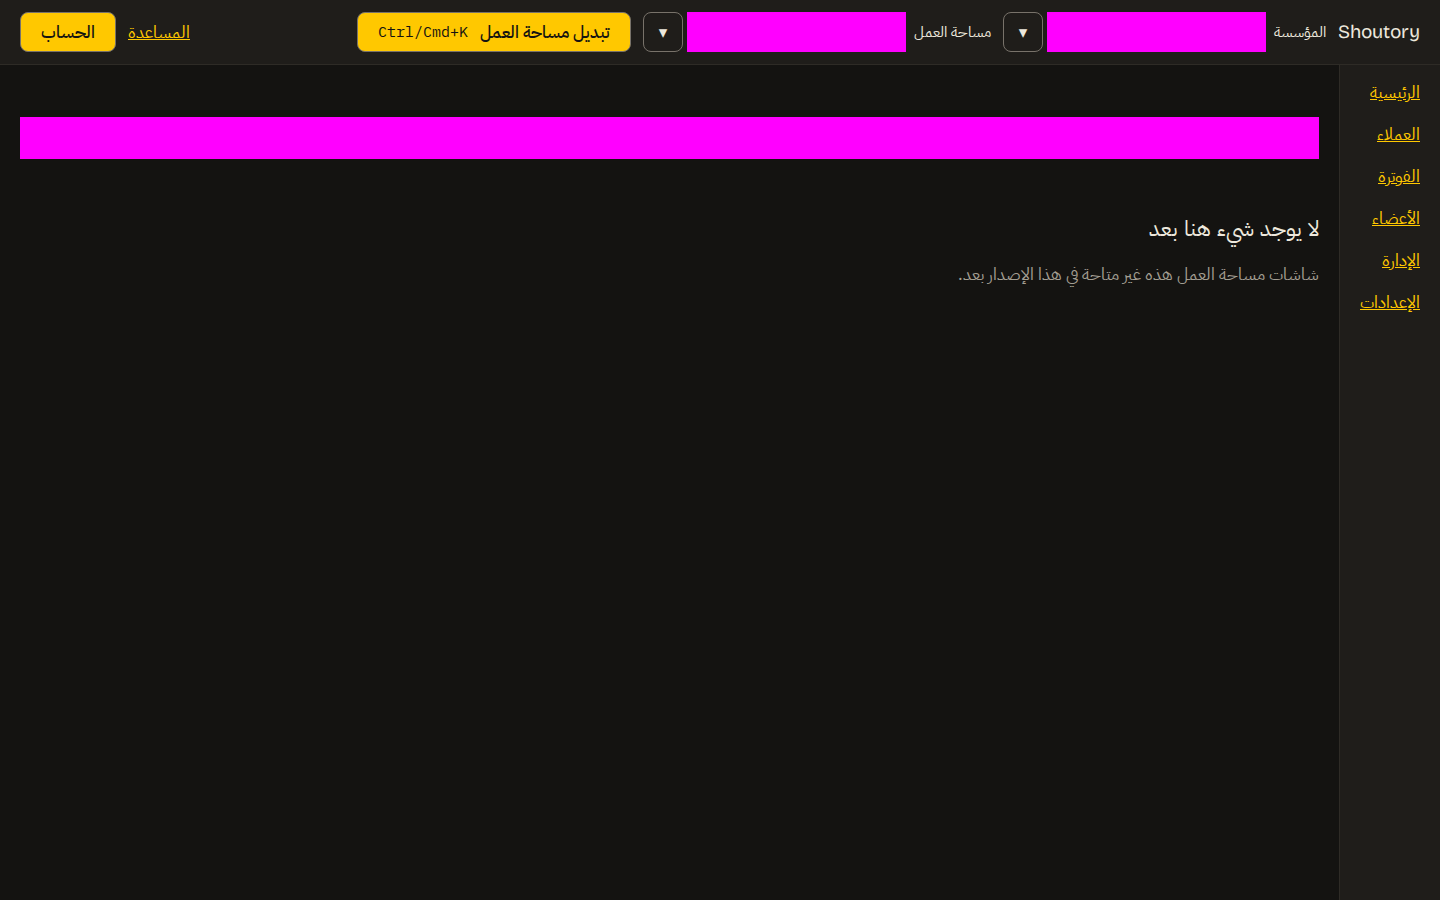 Shoutory
المؤسسة
▼
مساحة العمل
▼
تبديل مساحة العمل Ctrl/Cmd+K
المساعدة
الحساب
الرئيسية
العملاء
الفوترة
الأعضاء
الإدارة
الإعدادات
لا يوجد شيء هنا بعد
شاشات مساحة العمل هذه غير متاحة في هذا الإصدار بعد.